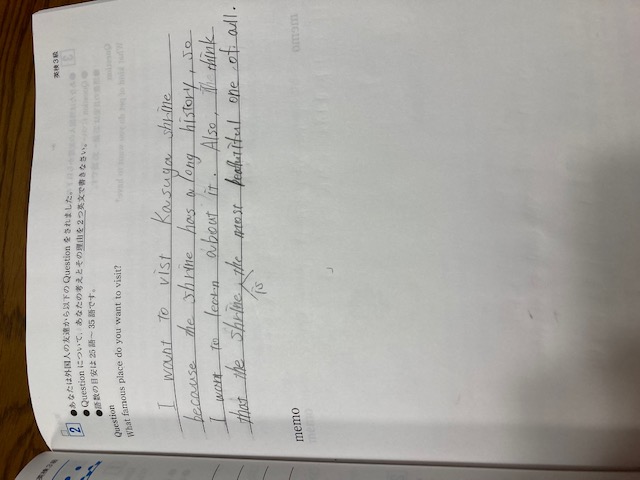 英検3級
2
●あなたは外国人の友達から以下のQuestionをされました。
●Questionについて、あなたの考えとその理由を2つ英文で書きなさい。
●語数の目安は25語～35語です。
Question
What famous place do you want to visit?
I want to vist Kasuga shrine
because the shrine has a long history, so
I want to learn about it. Also, I think
that the shrine is the most beautiful one of all.
memo